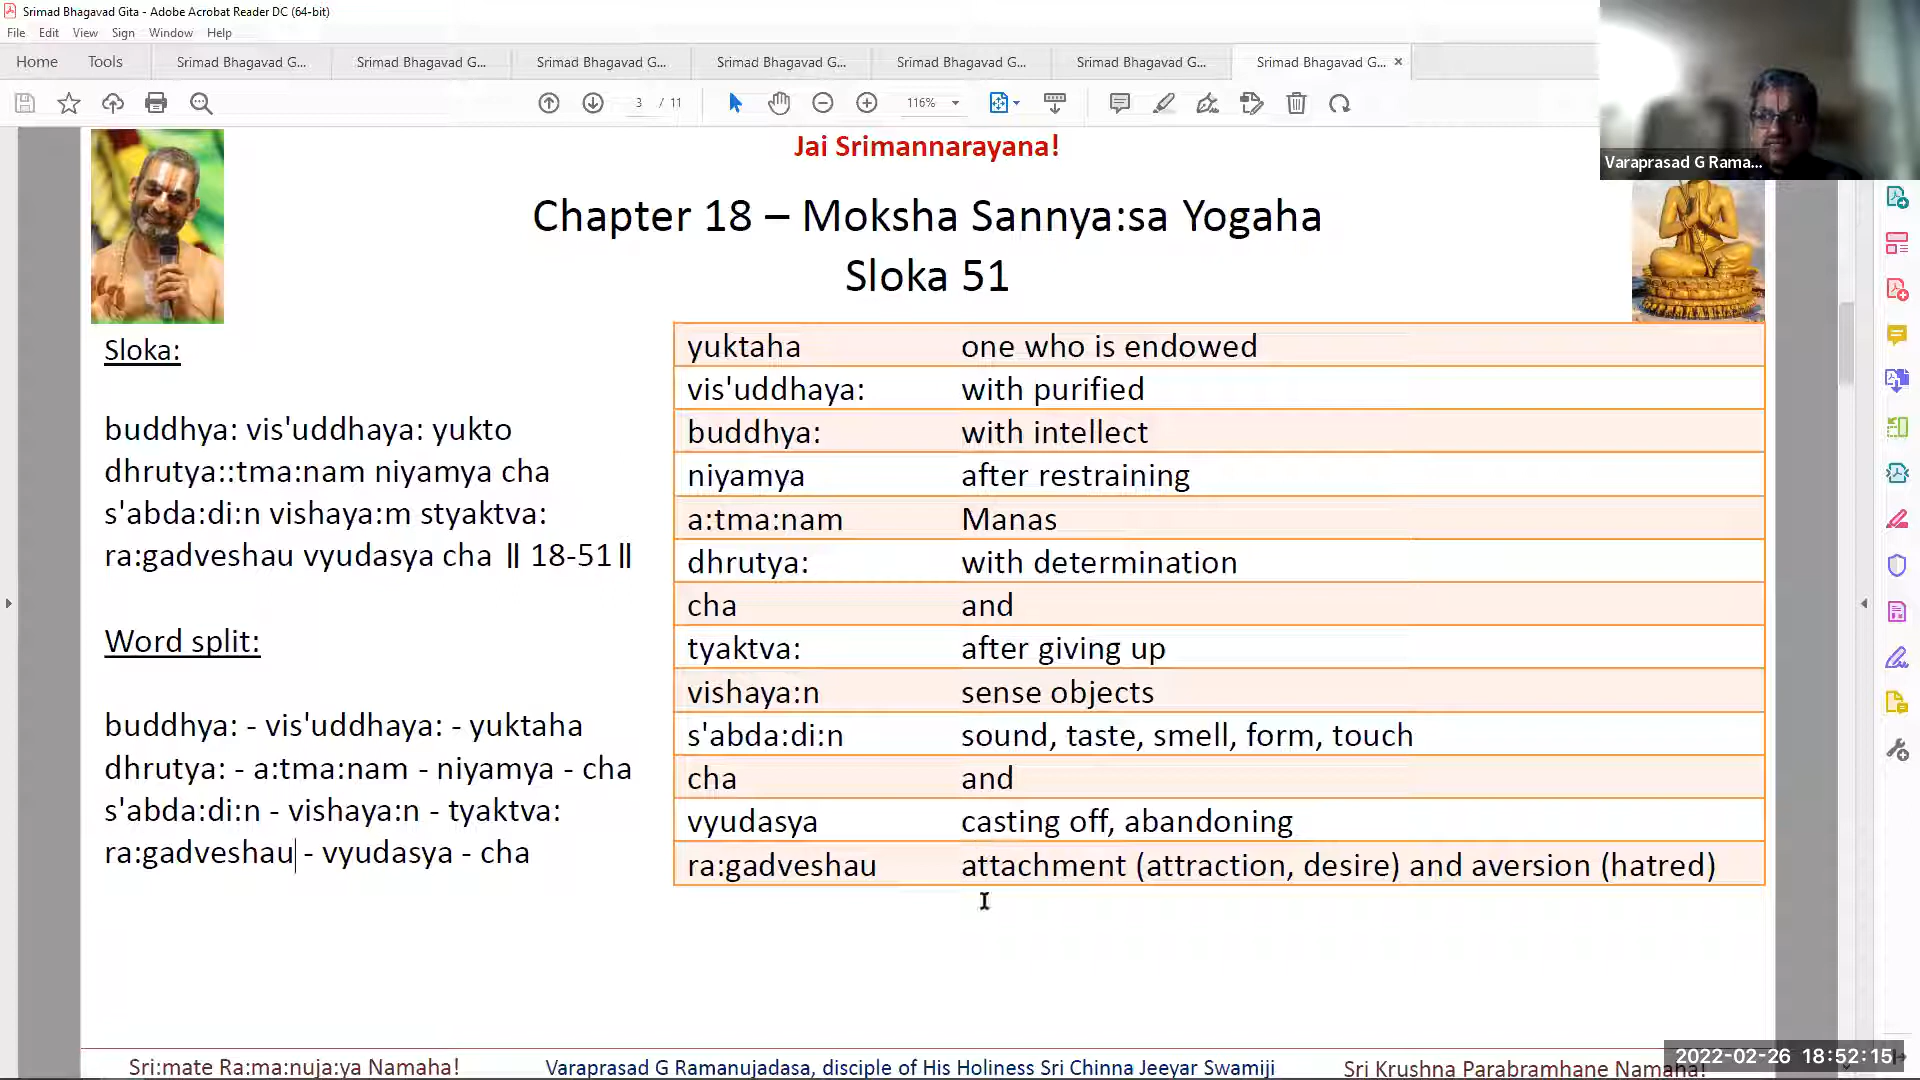 Srimad Bhagavad Gita - Adobe Acrobat Reader DC (64-bit)
File Edit View Sign Window Help
Home Tools Srimad Bhagavad G... Srimad Bhagavad G... Srimad Bhagavad G... Srimad Bhagavad G... Srimad Bhagavad G... Srimad Bhagavad G... Srimad Bhagavad G... ×
3 / 11 116%
Varaprasad G Rama...
Jai Srimannarayana!
Chapter 18 – Moksha Sannya:sa Yogaha
Sloka 51
Sloka:
buddhya: vis'uddhaya: yukto
dhrutya::tma:nam niyamya cha
s'abda:di:n vishaya:m styaktva:
ra:gadveshau vyudasya cha ǁ 18-51ǁ
Word split:
buddhya: - vis'uddhaya: - yuktaha
dhrutya: - a:tma:nam - niyamya - cha
s'abda:di:n - vishaya:n - tyaktva:
ra:gadveshau - vyudasya - cha
yuktaha one who is endowed
vis'uddhaya: with purified
buddhya: with intellect
niyamya after restraining
a:tma:nam Manas
dhrutya: with determination
cha and
tyaktva: after giving up
vishaya:n sense objects
s'abda:di:n sound, taste, smell, form, touch
cha and
vyudasya casting off, abandoning
ra:gadveshau attachment (attraction, desire) and aversion (hatred)
Sri:mate Ra:ma:nuja:ya Namaha! Varaprasad G Ramanujadasa, disciple of His Holiness Sri Chinna Jeeyar Swamiji Sri Krushna Parabramhane Namaha!
2022-02-26 18:52:15